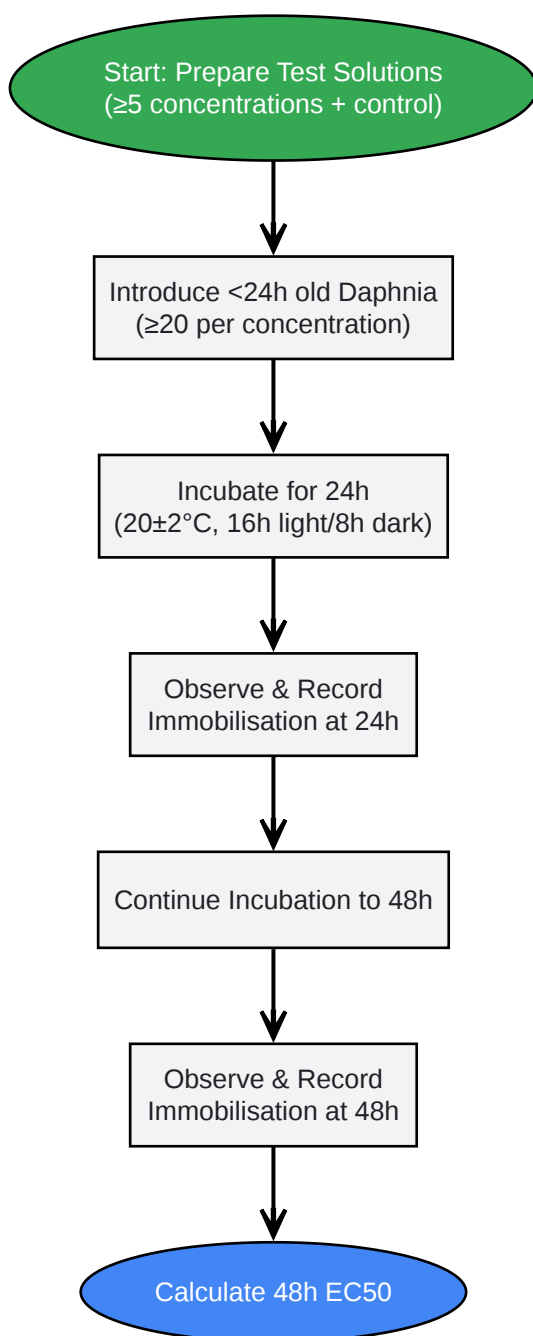 Start: Prepare Test Solutions
(≥5 concentrations + control)
Introduce <24h old Daphnia
(≥20 per concentration)
Incubate for 24h
(20±2°C, 16h light/8h dark)
Observe & Record
Immobilisation at 24h
Continue Incubation to 48h
Observe & Record
Immobilisation at 48h
Calculate 48h EC50